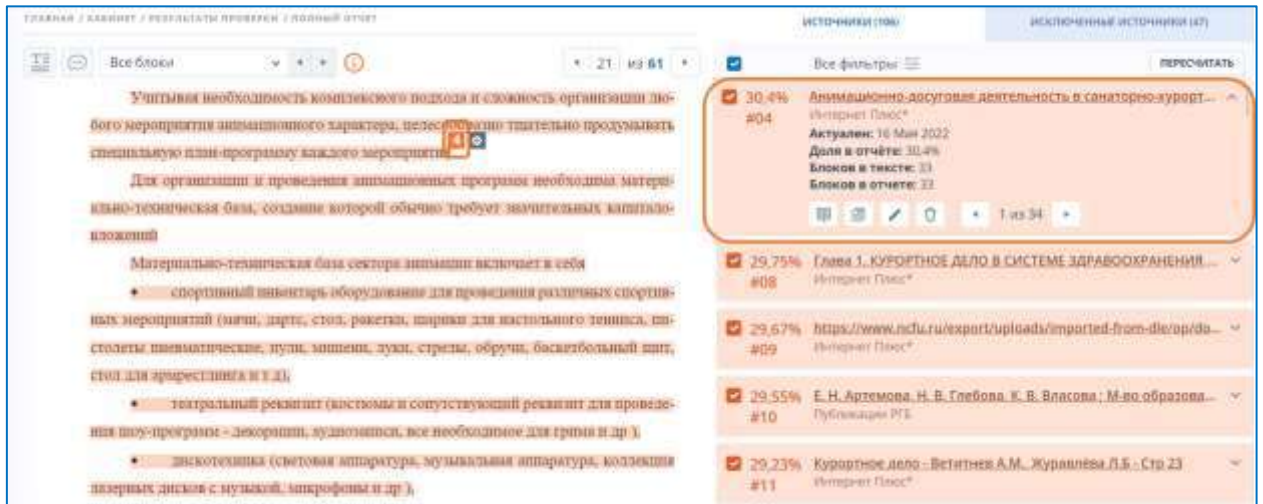 ГЛАВНАЯ / КАБИНЕТ / РЕЗУЛЬТАТЫ ПРОВЕРКИ / ПОЛНЫЙ ОТЧЕТ
Все блоки
21 из 61
Учитывая необходимость комплексного подхода и сложность организации лю-
бого мероприятия анимационного характера, целесообразно тщательно продумывать
специальную план-программу каждого мероприятия
4
Для организации и проведения анимационных программ необходима матери-
ально-техническая база, создание которой обычно требует значительных капитало-
вложений
Материально-техническая база сектора анимации включает в себя
• спортивный инвентарь оборудование для проведения различных спортив-
ных мероприятий (мячи, дартс, стол, ракетки, шарики для настольного тенниса, пи-
столеты пневматические, пули, мишени, луки, стрелы, обручи, баскетбольный щит,
стол для армрестлинга и т д),
• театральный реквизит (костюмы и сопутствующий реквизит для проведе-
ния шоу-программ - декорации, аудиозаписи, все необходимое для грима и др ),
• дискотехника (световая аппаратура, музыкальная аппаратура, коллекция
лазерных дисков с музыкой, микрофоны и др ),
ИСТОЧНИКИ (106)
ИСКЛЮЧЕННЫЕ ИСТОЧНИКИ (47)
Все фильтры
ПЕРЕСЧИТАТЬ
30,4% Анимационно-досуговая деятельность в санаторно-курорт...
#04 Интернет Плюс*
Актуален: 16 Мая 2022
Доля в отчёте: 30,4%
Блоков в тексте: 33
Блоков в отчете: 33
1 из 34
29,75% Глава 1. КУРОРТНОЕ ДЕЛО В СИСТЕМЕ ЗДРАВООХРАНЕНИЯ ...
#08 Интернет Плюс*
29,67% https://www.ncfu.ru/export/uploads/imported-from-dle/op/do...
#09 Интернет Плюс*
29,55% Е. Н. Артемова, Н. В. Глебова, К. В. Власова ; М-во образова...
#10 Публикации РГБ
29,23% Курортное дело - Ветитнев А.М., Журавлёва Л.Б - Стр 23
#11 Интернет Плюс*